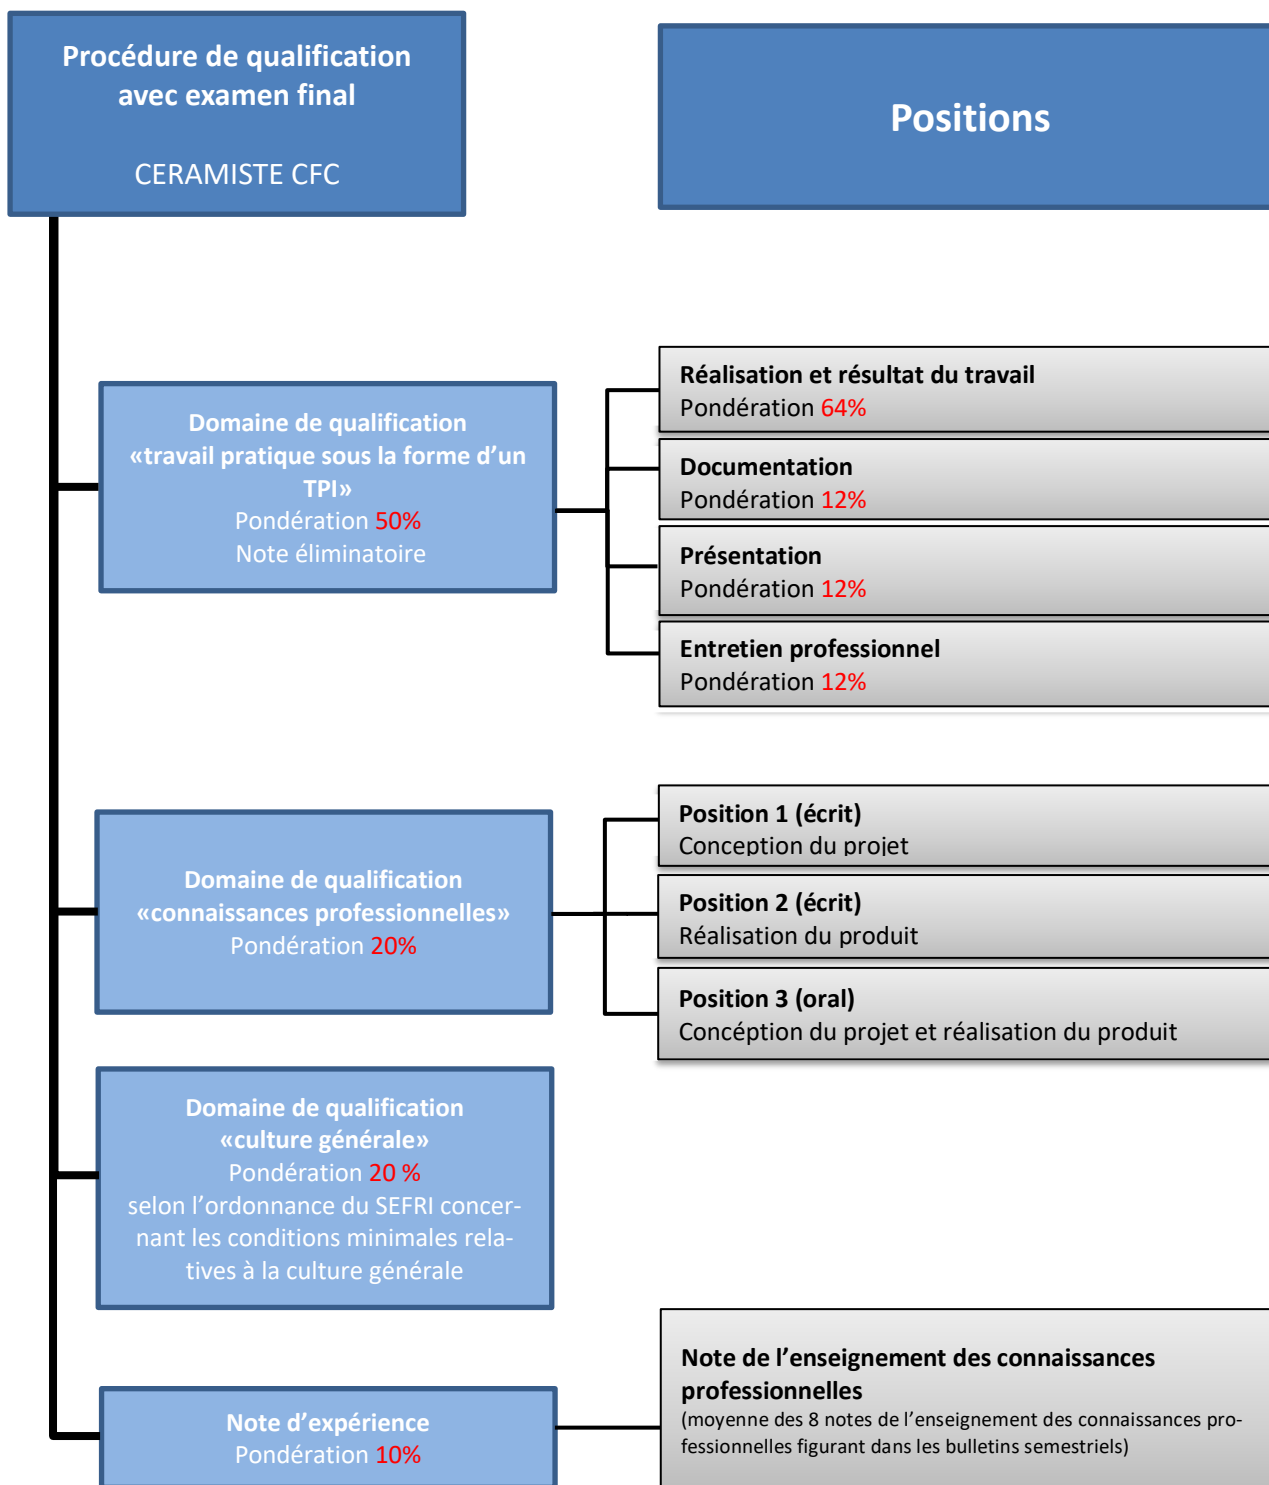 Procédure de qualification
avec examen final
CERAMISTE CFC
Positions
Domaine de qualification
«travail pratique sous la forme d’un
TPI»
Pondération 50%
Note éliminatoire
Réalisation et résultat du travail
Pondération 64%
Documentation
Pondération 12%
Présentation
Pondération 12%
Entretien professionnel
Pondération 12%
Domaine de qualification
«connaissances professionnelles»
Pondération 20%
Position 1 (écrit)
Conception du projet
Position 2 (écrit)
Réalisation du produit
Position 3 (oral)
Concéption du projet et réalisation du produit
Domaine de qualification
«culture générale»
Pondération 20 %
selon l’ordonnance du SEFRI concer-
nant les conditions minimales rela-
tives à la culture générale
Note d’expérience
Pondération 10%
Note de l’enseignement des connaissances
professionnelles
(moyenne des 8 notes de l’enseignement des connaissances pro-
fessionnelles figurant dans les bulletins semestriels)